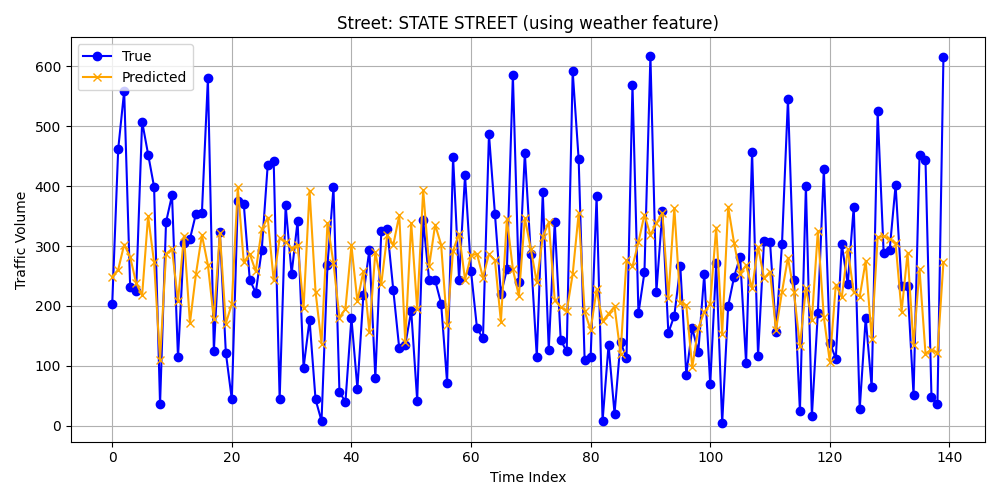 Street: STATE STREET (using weather feature)
True
Predicted
Traffic Volume
600
500
400
300
200
100
0
0 20 40 60 80 100 120 140
Time Index